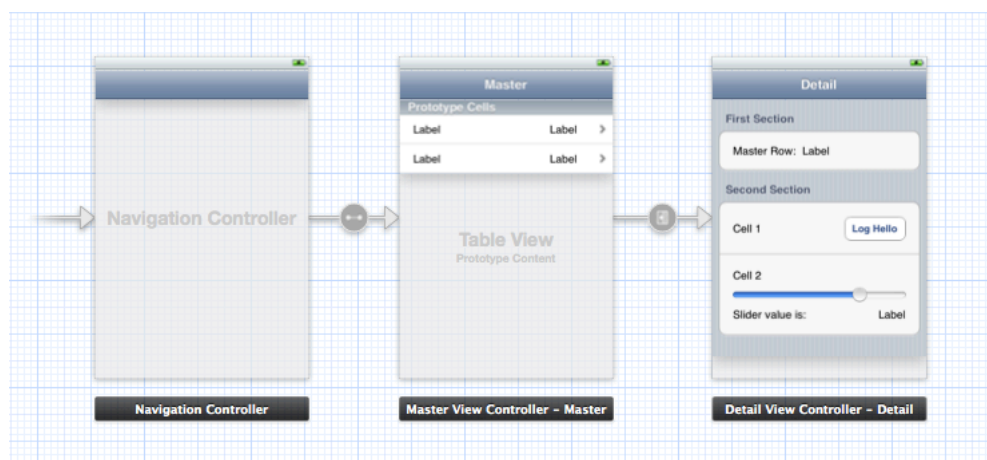 Navigation Controller
Navigation Controller
Master
Prototype Cells
Label Label
Label Label
Table View
Prototype Content
Master View Controller - Master
Detail
First Section
Master Row: Label
Second Section
Cell 1 Log Hello
Cell 2
Slider value is: Label
Detail View Controller - Detail